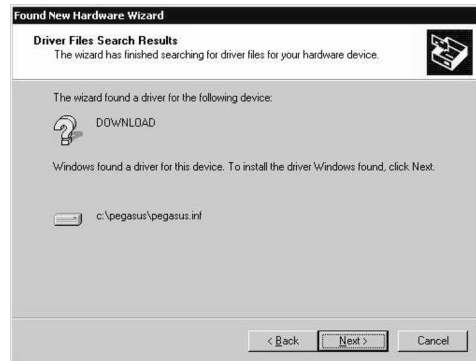 Found New Hardware Wizard
Driver Files Search Results
The wizard has finished searching for driver files for your hardware device.
The wizard found a driver for the following device:
DOWNLOAD
Windows found a driver for this device. To install the driver Windows found, click Next.
c:\pegasus\pegasus.inf
< Back
Next >
Cancel